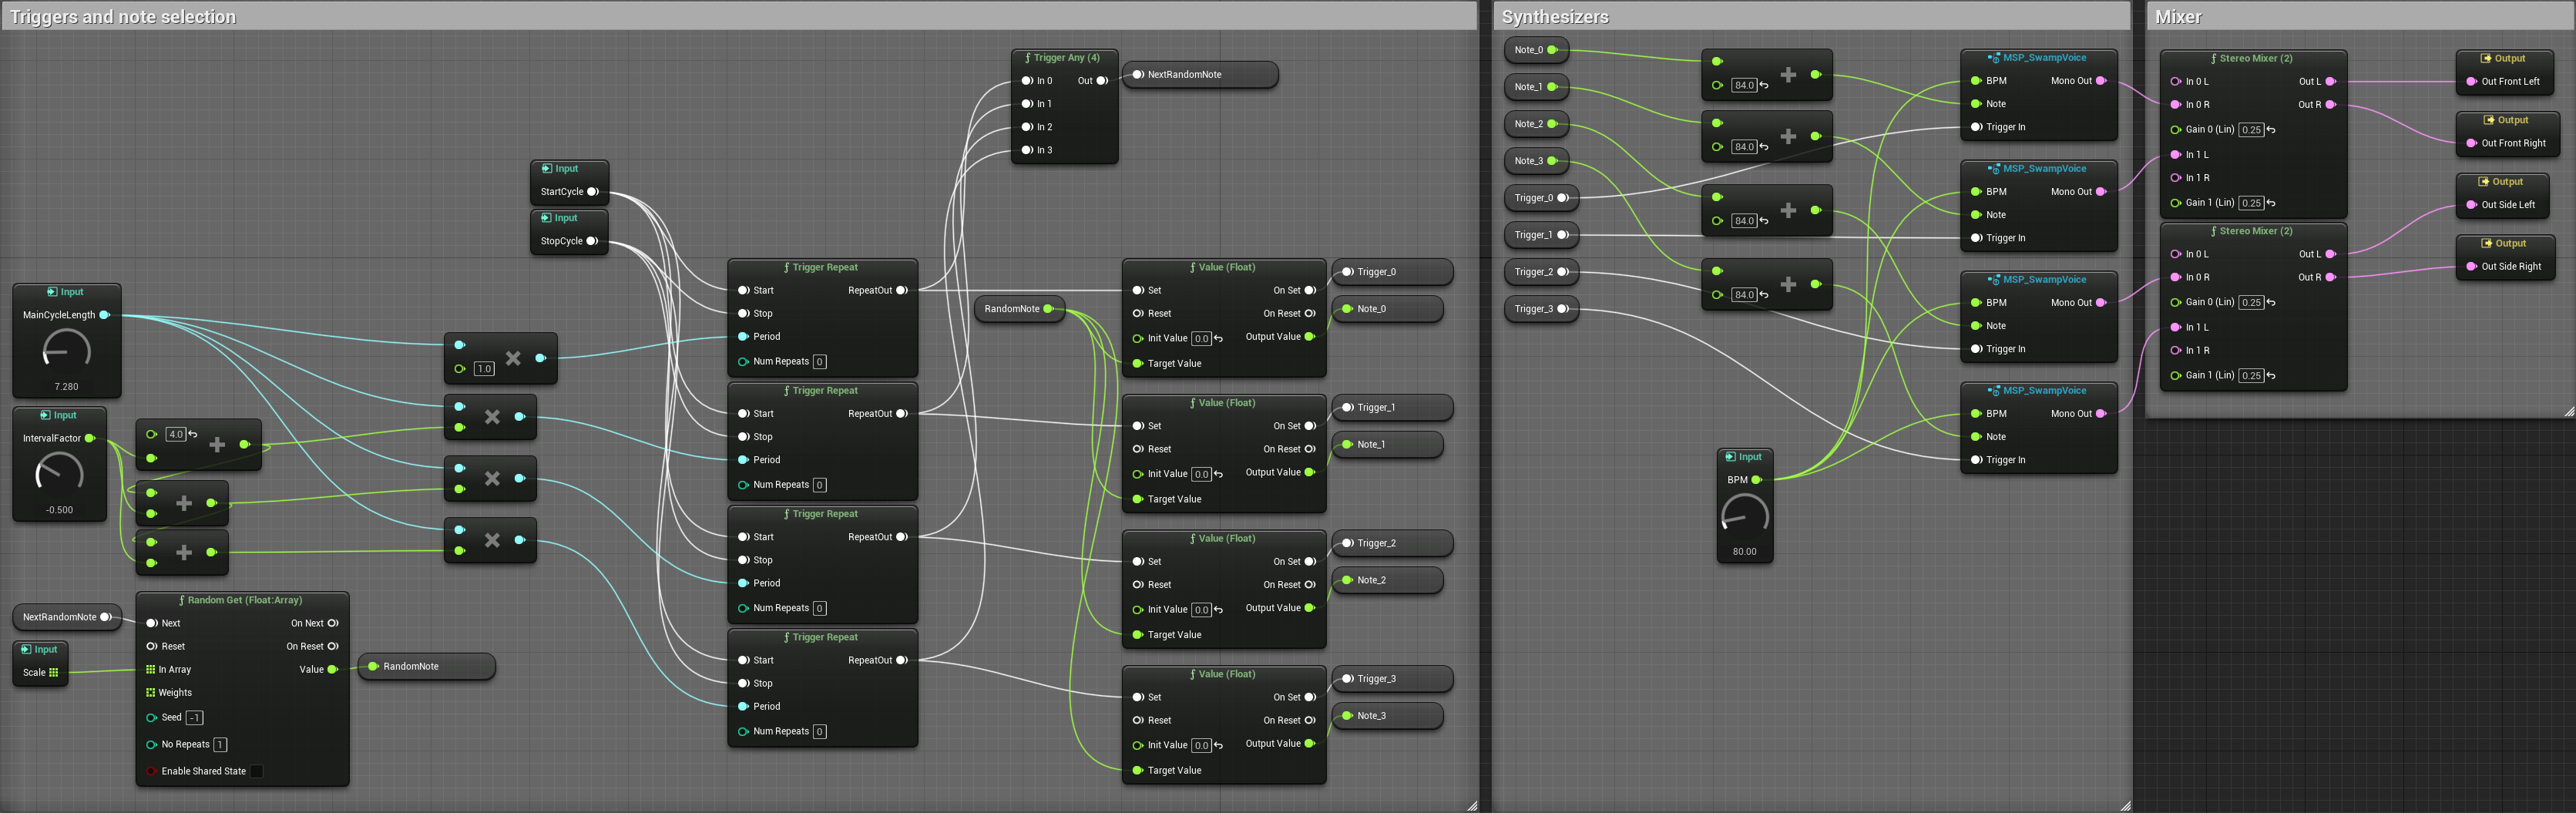 Triggers and note selection
Trigger Any (4)
In 0 Out
In 1
In 2
In 3
NextRandomNote
Input
StartCycle
Input
StopCycle
Input
MainCycleLength
7.280
Input
IntervalFactor
-0.500
4.0
1.0
Trigger Repeat
Start RepeatOut
Stop
Period
Num Repeats 0
Trigger Repeat
Start RepeatOut
Stop
Period
Num Repeats 0
Trigger Repeat
Start RepeatOut
Stop
Period
Num Repeats 0
Trigger Repeat
Start RepeatOut
Stop
Period
Num Repeats 0
NextRandomNote
Input
Scale
Random Get (Float:Array)
Next On Next
Reset On Reset
In Array Value
Weights
Seed -1
No Repeats 1
Enable Shared State
RandomNote
RandomNote
Value (Float)
Set On Set
Reset On Reset
Init Value 0.0 Output Value
Target Value
Trigger_0
Note_0
Value (Float)
Set On Set
Reset On Reset
Init Value 0.0 Output Value
Target Value
Trigger_1
Note_1
Value (Float)
Set On Set
Reset On Reset
Init Value 0.0 Output Value
Target Value
Trigger_2
Note_2
Value (Float)
Set On Set
Reset On Reset
Init Value 0.0 Output Value
Target Value
Trigger_3
Note_3
Synthesizers
Note_0
Note_1
Note_2
Note_3
Trigger_0
Trigger_1
Trigger_2
Trigger_3
84.0
84.0
84.0
84.0
Input
BPM
80.00
MSP_SwampVoice
BPM Mono Out
Note
Trigger In
MSP_SwampVoice
BPM Mono Out
Note
Trigger In
MSP_SwampVoice
BPM Mono Out
Note
Trigger In
MSP_SwampVoice
BPM Mono Out
Note
Trigger In
Mixer
Stereo Mixer (2)
In 0 L Out L
In 0 R Out R
Gain 0 (Lin) 0.25
In 1 L
In 1 R
Gain 1 (Lin) 0.25
Stereo Mixer (2)
In 0 L Out L
In 0 R Out R
Gain 0 (Lin) 0.25
In 1 L
In 1 R
Gain 1 (Lin) 0.25
Output
Out Front Left
Output
Out Front Right
Output
Out Side Left
Output
Out Side Right